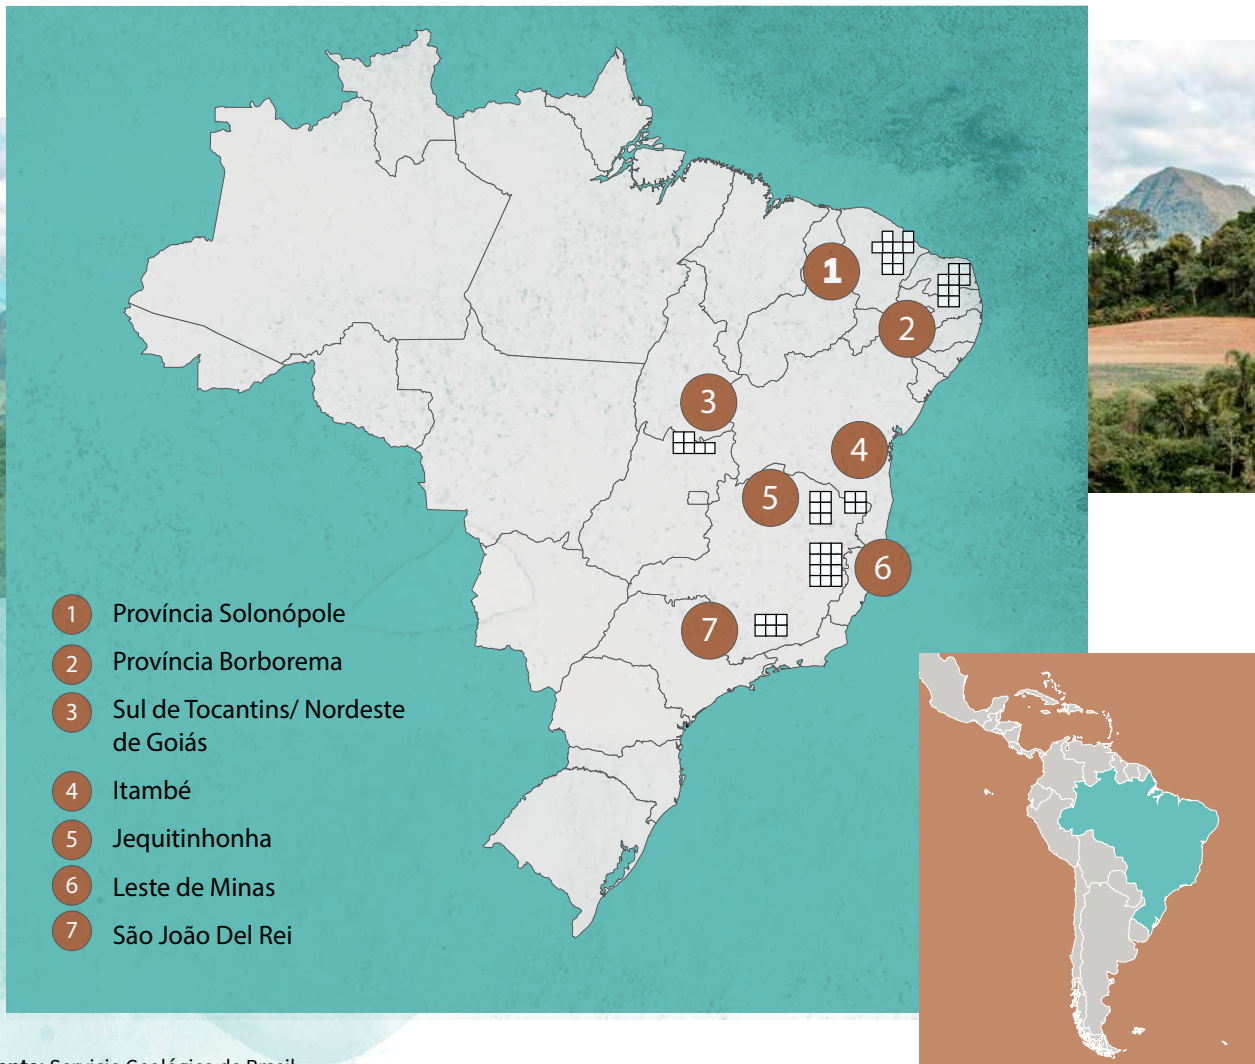 1
2
3
4
5
6
7
1 Província Solonópole
2 Província Borborema
3 Sul de Tocantins/ Nordeste
de Goiás
4 Itambé
5 Jequitinhonha
6 Leste de Minas
7 São João Del Rei